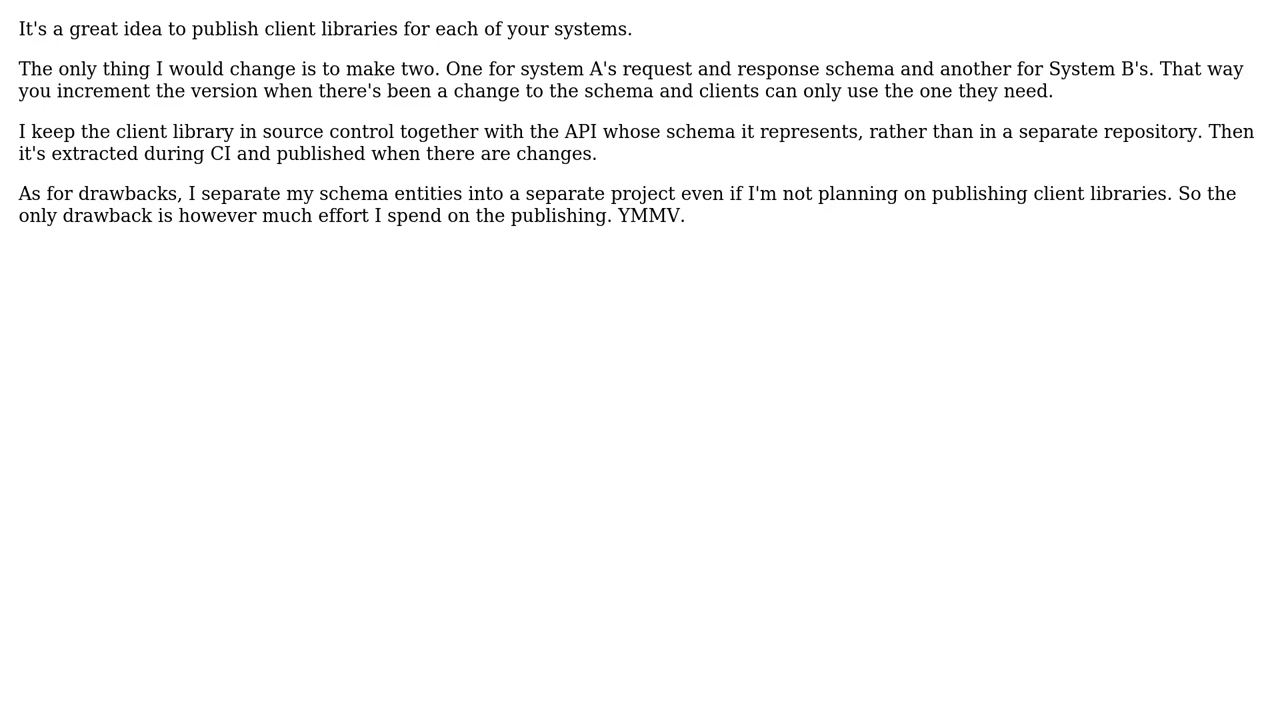 It's a great idea to publish client libraries for each of your systems.
The only thing I would change is to make two. One for system A's request and response schema and another for System B's. That way
you increment the version when there's been a change to the schema and clients can only use the one they need.
I keep the client library in source control together with the API whose schema it represents, rather than in a separate repository. Then
it's extracted during CI and published when there are changes.
As for drawbacks, I separate my schema entities into a separate project even if I'm not planning on publishing client libraries. So the
only drawback is however much effort I spend on the publishing. YMMV.